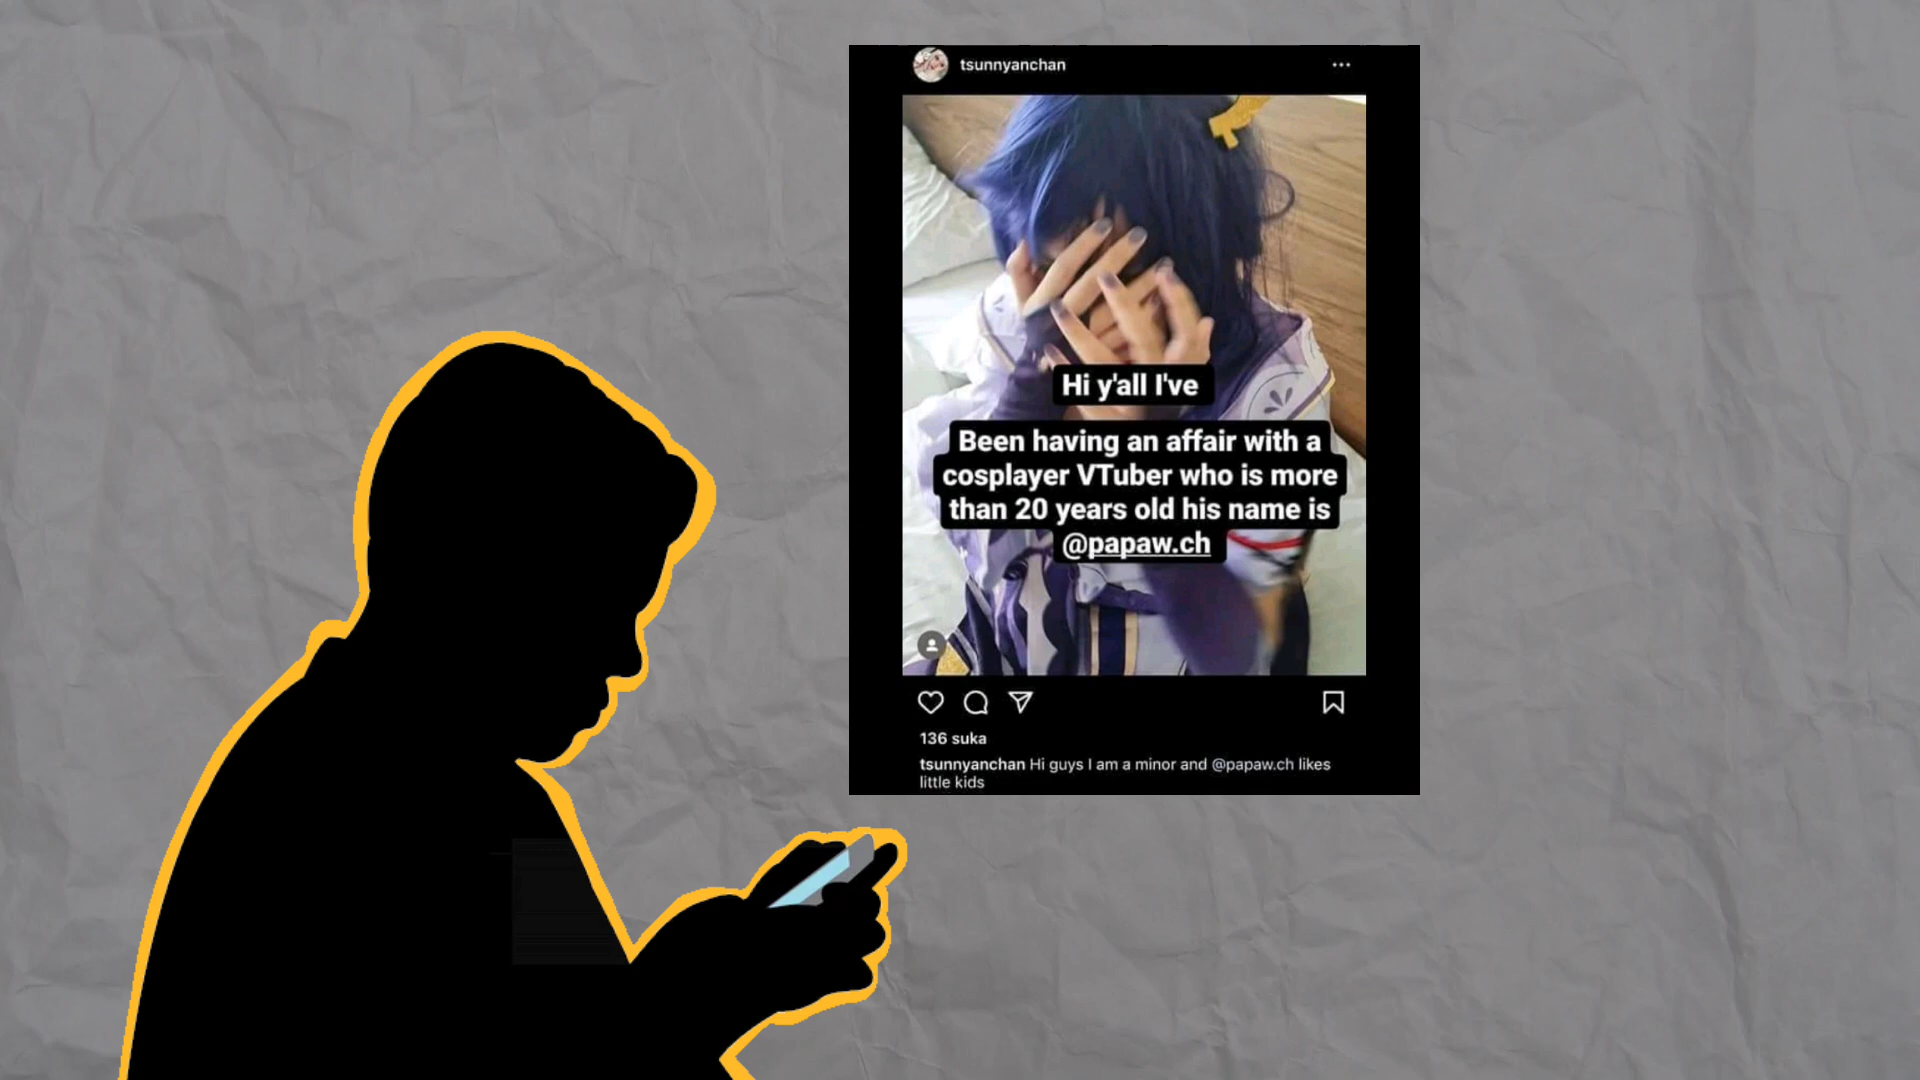 tsunnyanchan
Hi y'all I've
Been having an affair with a
cosplayer VTuber who is more
than 20 years old his name is
@papaw.ch
136 suka
tsunnyanchan Hi guys I am a minor and @papaw.ch likes
little kids